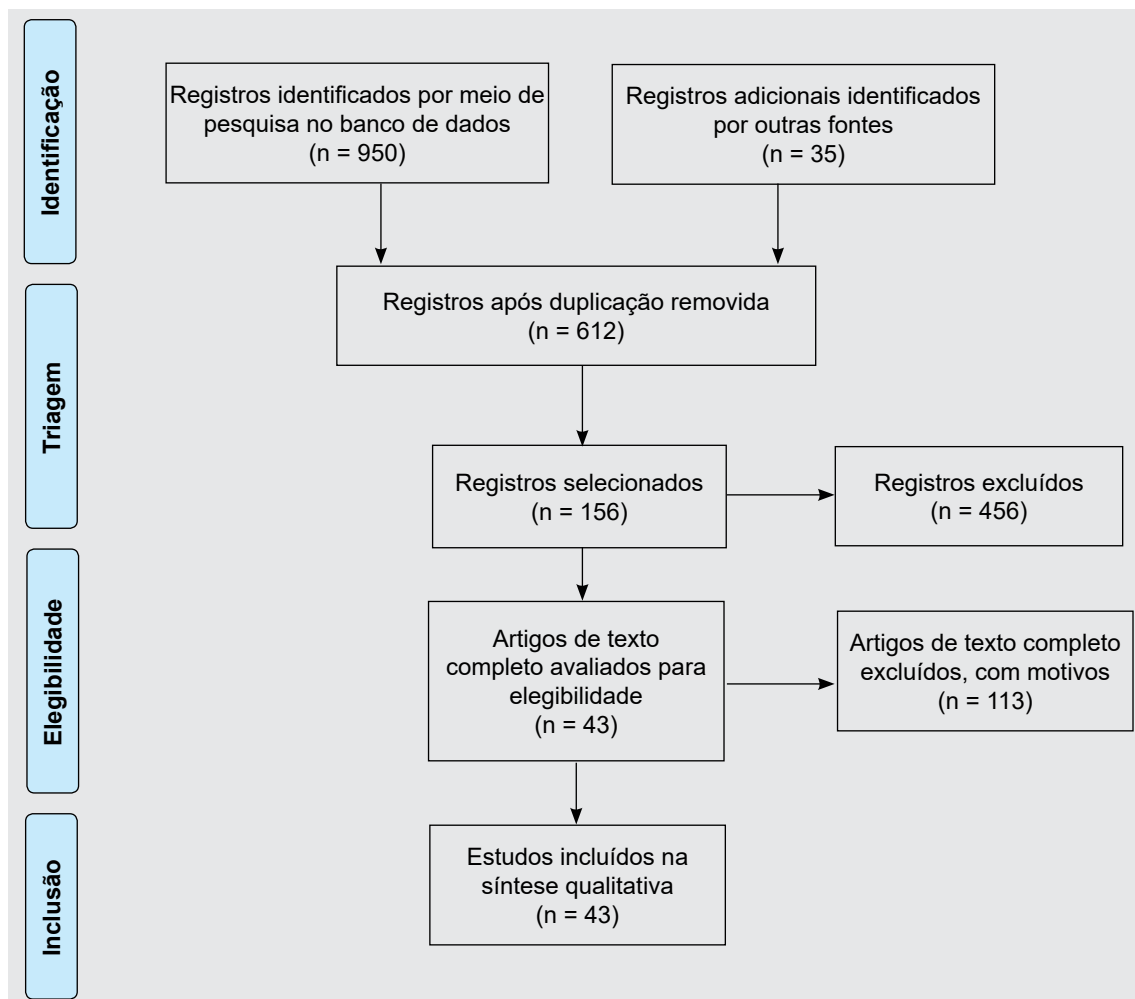 Identificação
Registros identificados por meio de
pesquisa no banco de dados
(n = 950)
Registros adicionais identificados
por outras fontes
(n = 35)
Triagem
Registros após duplicação removida
(n = 612)
Registros selecionados
(n = 156)
Registros excluídos
(n = 456)
Elegibilidade
Artigos de texto
completo avaliados para
elegibilidade
(n = 43)
Artigos de texto completo
excluídos, com motivos
(n = 113)
Inclusão
Estudos incluídos na
síntese qualitativa
(n = 43)